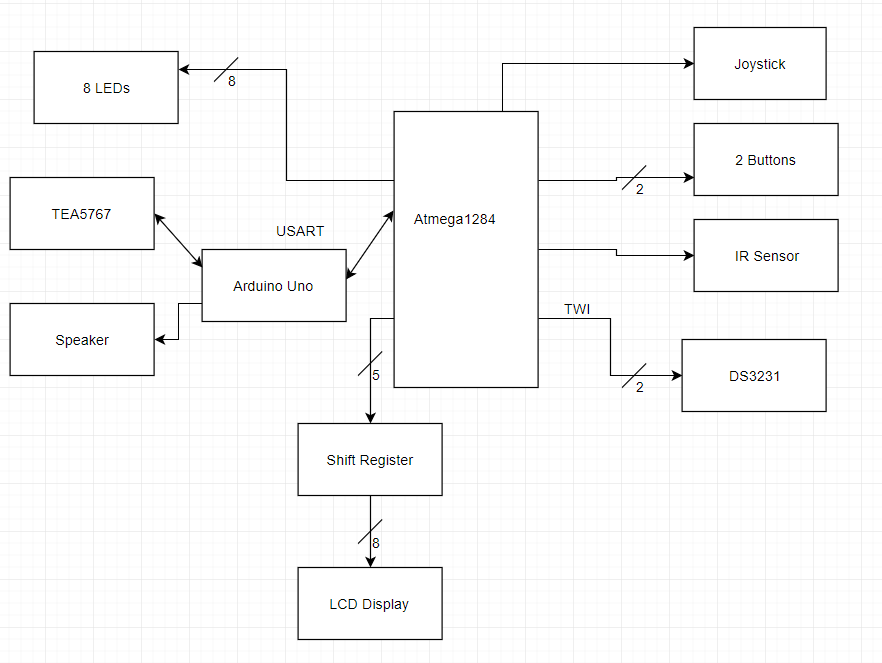 Joystick
8 LEDs
8
2 Buttons
2
TEA5767
Atmega1284
USART
IR Sensor
Arduino Uno
TWI
Speaker
5
DS3231
2
Shift Register
8
LCD Display